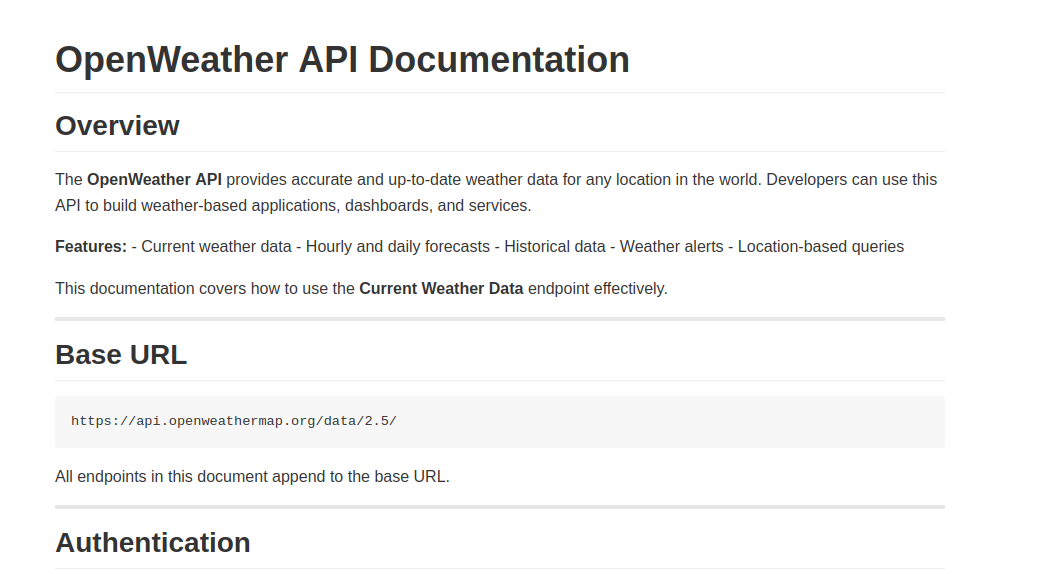 OpenWeather API Documentation
Overview
The OpenWeather API provides accurate and up-to-date weather data for any location in the world. Developers can use this
API to build weather-based applications, dashboards, and services.
Features: - Current weather data - Hourly and daily forecasts - Historical data - Weather alerts - Location-based queries
This documentation covers how to use the Current Weather Data endpoint effectively.
Base URL
https://api.openweathermap.org/data/2.5/
All endpoints in this document append to the base URL.
Authentication